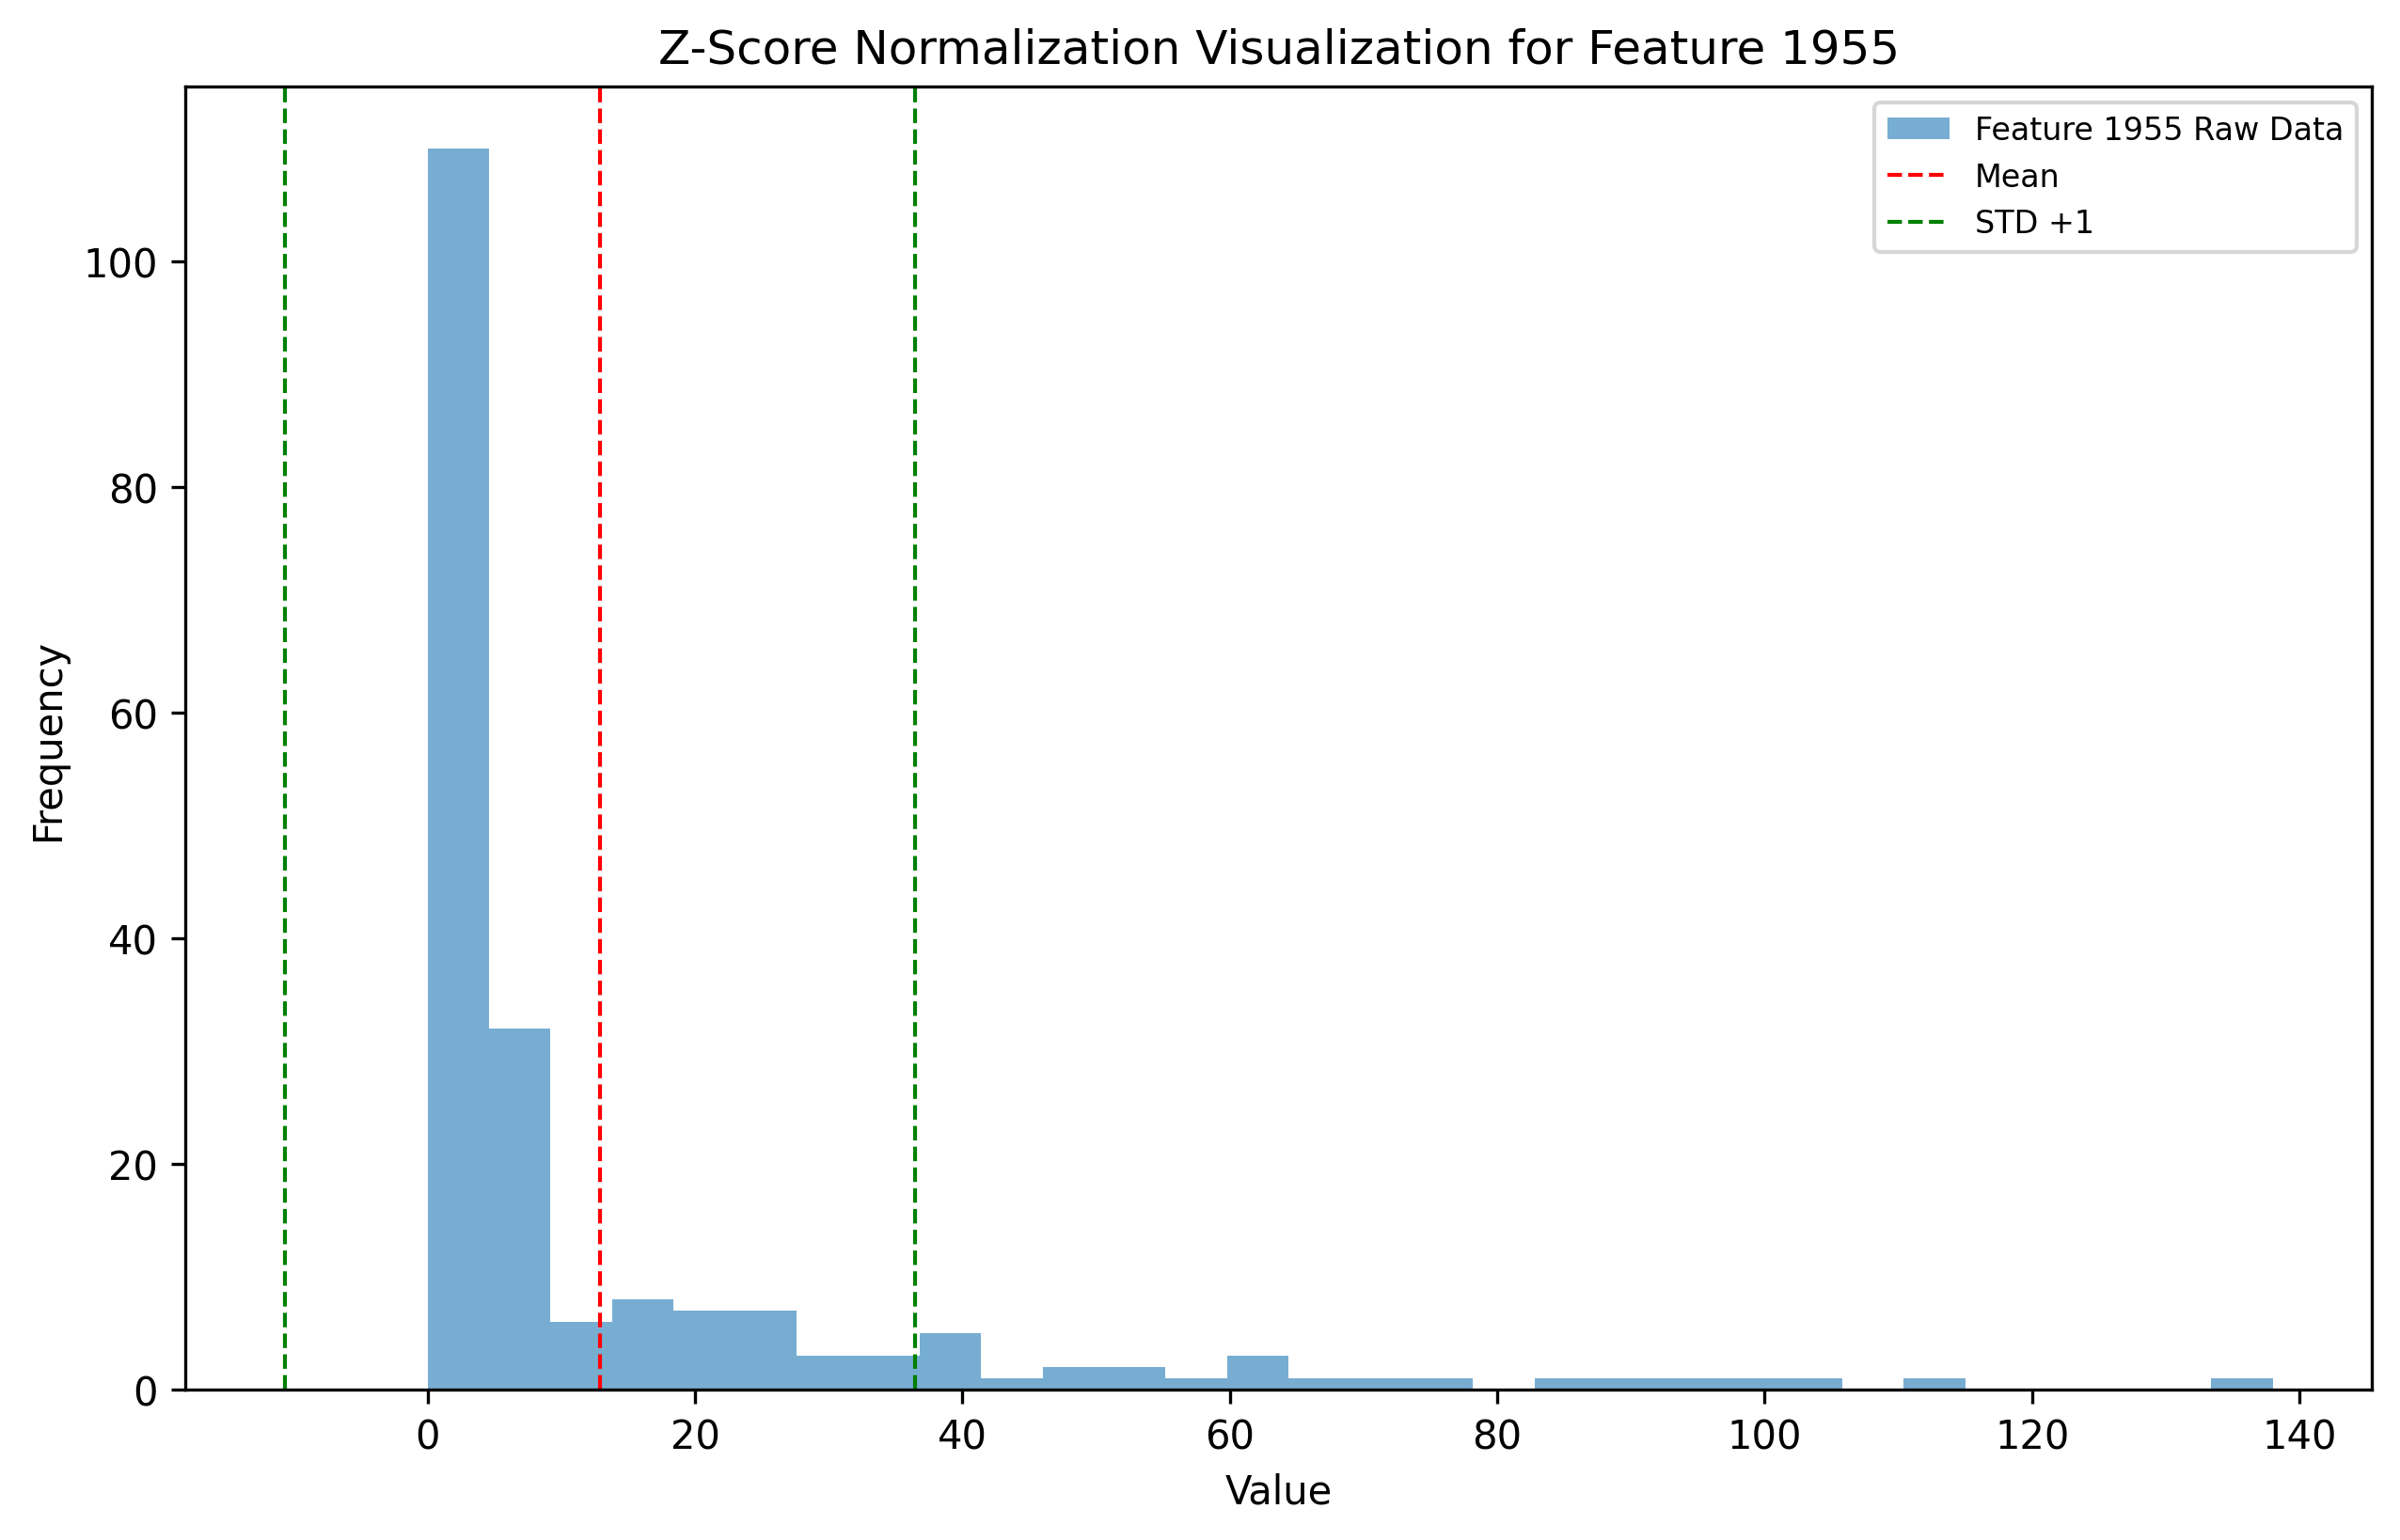 Z-Score Normalization Visualization for Feature 1955
Feature 1955 Raw Data
Mean
STD +1
100
80
60
40
20
0
Frequency
0 20 40 60 80 100 120 140
Value